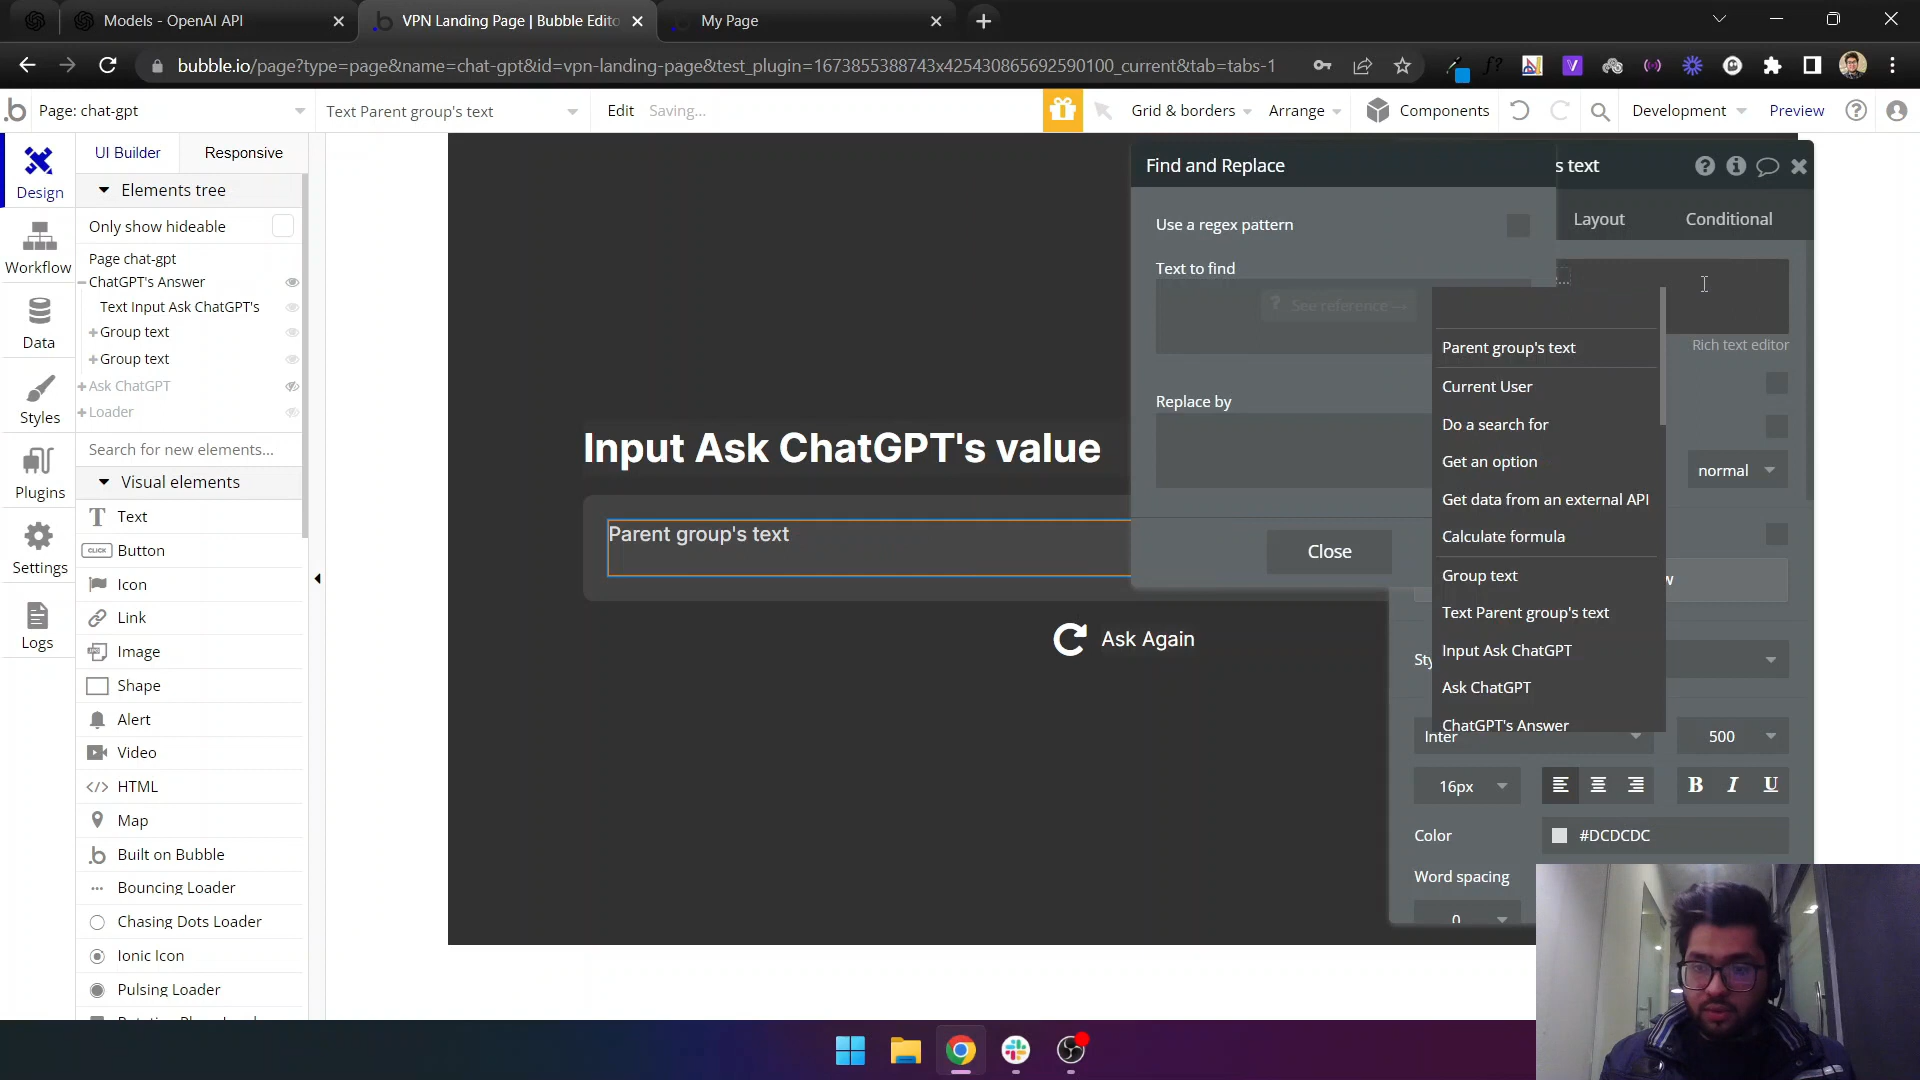 Models - OpenAI API
VPN Landing Page | Bubble Edito
My Page
bubble.io/page?type=page&name=chat-gpt&id=vpn-landing-page&test_plugin=1673855388743x425430865692590100_current&tab=tabs-1
Page: chat-gpt
Text Parent group's text
Edit
Saving...
Grid & borders
Arrange
Components
Development
Preview
Design
Workflow
Data
Styles
Plugins
Settings
Logs
UI Builder
Responsive
Elements tree
Only show hideable
Page chat-gpt
ChatGPT's Answer
Text Input Ask ChatGPT's
Group text
Group text
Ask ChatGPT
Loader
Search for new elements...
Visual elements
Text
CLICK Button
Icon
Link
Image
Shape
Alert
Video
HTML
Map
Built on Bubble
Bouncing Loader
Chasing Dots Loader
Ionic Icon
Pulsing Loader
Input Ask ChatGPT's value
Parent group's text
Ask Again
Find and Replace
Use a regex pattern
Text to find
? See reference
Replace by
Close
Parent group's text
Current User
Do a search for
Get an option
Get data from an external API
Calculate formula
Group text
Text Parent group's text
Input Ask ChatGPT
Ask ChatGPT
ChatGPT's Answer
s text
Layout
Conditional
Rich text editor
normal
w
Sty
Inter
500
16px
B I U
Color
#DCDCDC
Word spacing
0